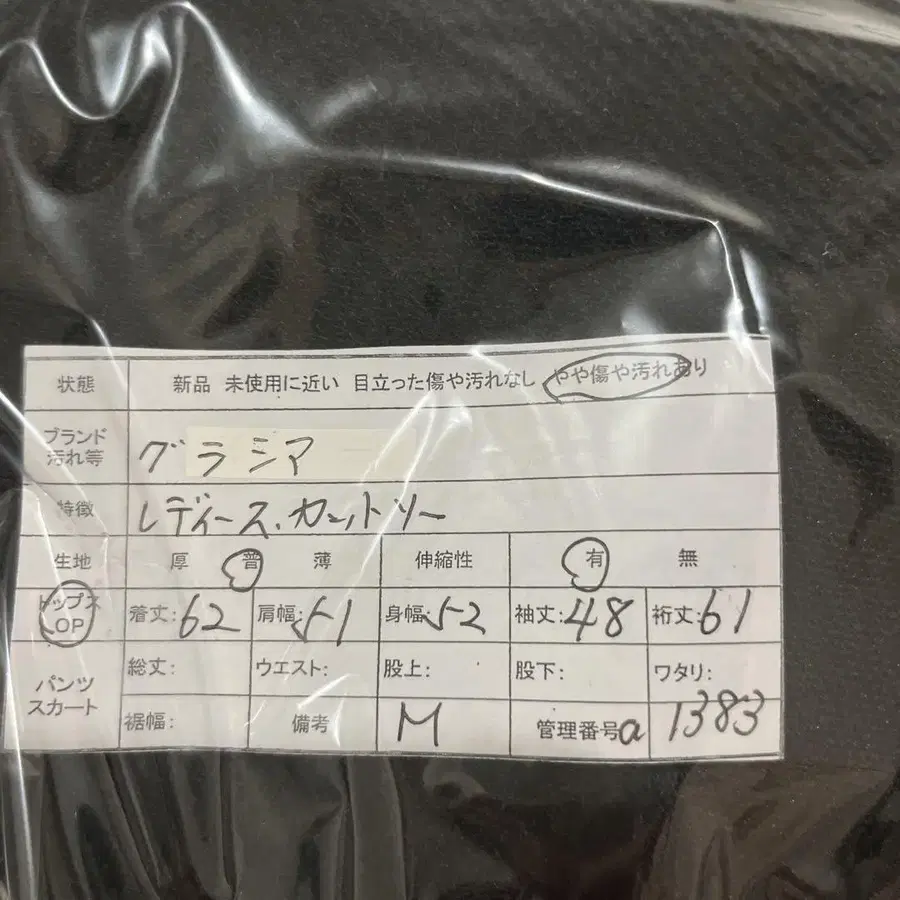 状態 新品 未使用に近い 目立った傷や汚れなし やや傷や汚れあり
ブランド
汚れ等 グラシア
特徴 レディース.カットソー
生地 厚 普 薄 伸縮性 有 無
トップス
OP 着丈:62 肩幅:51 身幅:52 袖丈:48 裄丈:61
パンツ
スカート 総丈: ウエスト: 股上: 股下: ワタリ:
裾幅: 備考 M 管理番号a 1383